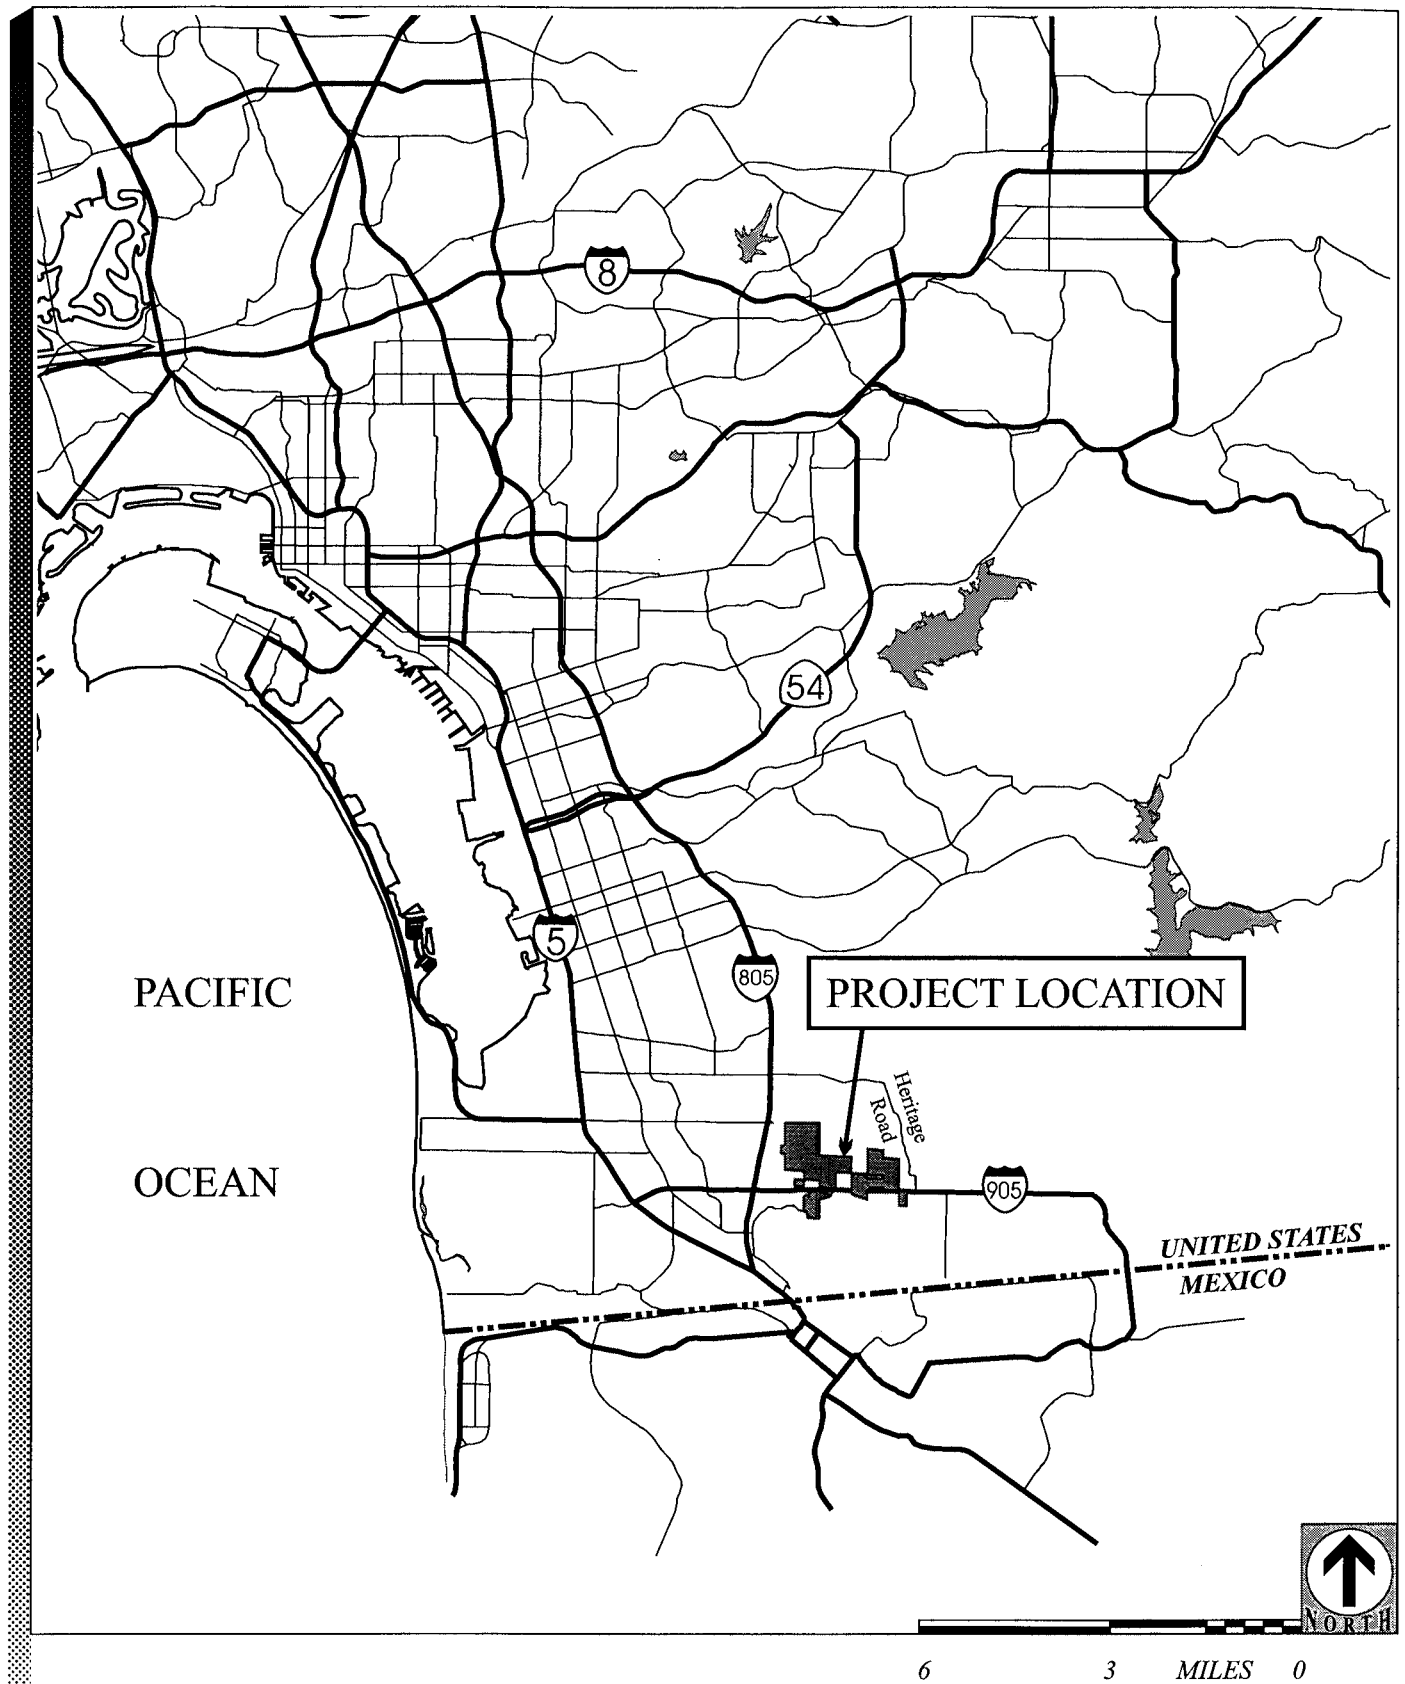 8
54
5
805
PROJECT LOCATION
PACIFIC
Heritage
Road
OCEAN
905
UNITED STATES
MEXICO
NORTH
6 3 MILES 0